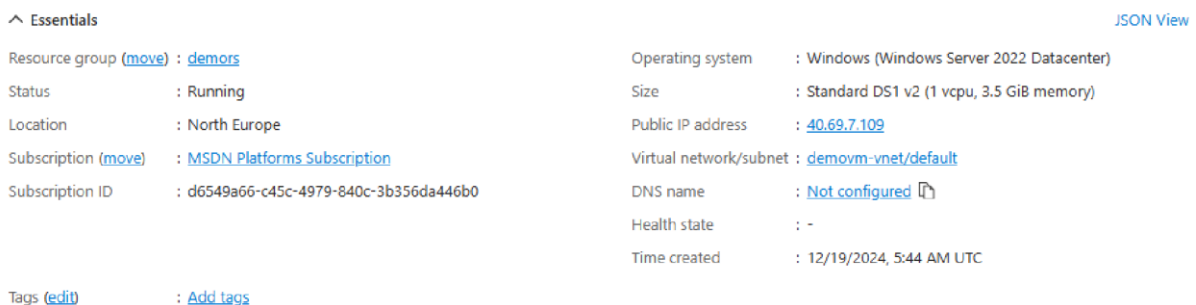 Essentials
JSON View
Resource group (move) : demors
Status : Running
Location : North Europe
Subscription (move) : MSDN Platforms Subscription
Subscription ID : d6549a66-c45c-4979-840c-3b356da446b0
Operating system : Windows (Windows Server 2022 Datacenter)
Size : Standard DS1 v2 (1 vcpu, 3.5 GiB memory)
Public IP address : 40.69.7.109
Virtual network/subnet : demovm-vnet/default
DNS name : Not configured
Health state : -
Time created : 12/19/2024, 5:44 AM UTC
Tags (edit) : Add tags